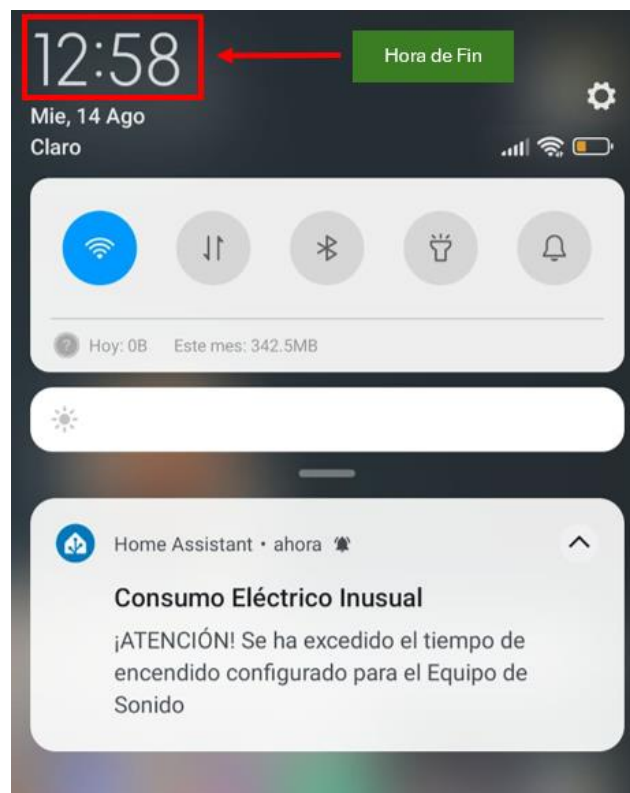 12:58
Hora de Fin
Mie, 14 Ago
Claro
Hoy: 0B Este mes: 342.5MB
Home Assistant • ahora
Consumo Eléctrico Inusual
¡ATENCIÓN! Se ha excedido el tiempo de
encendido configurado para el Equipo de
Sonido